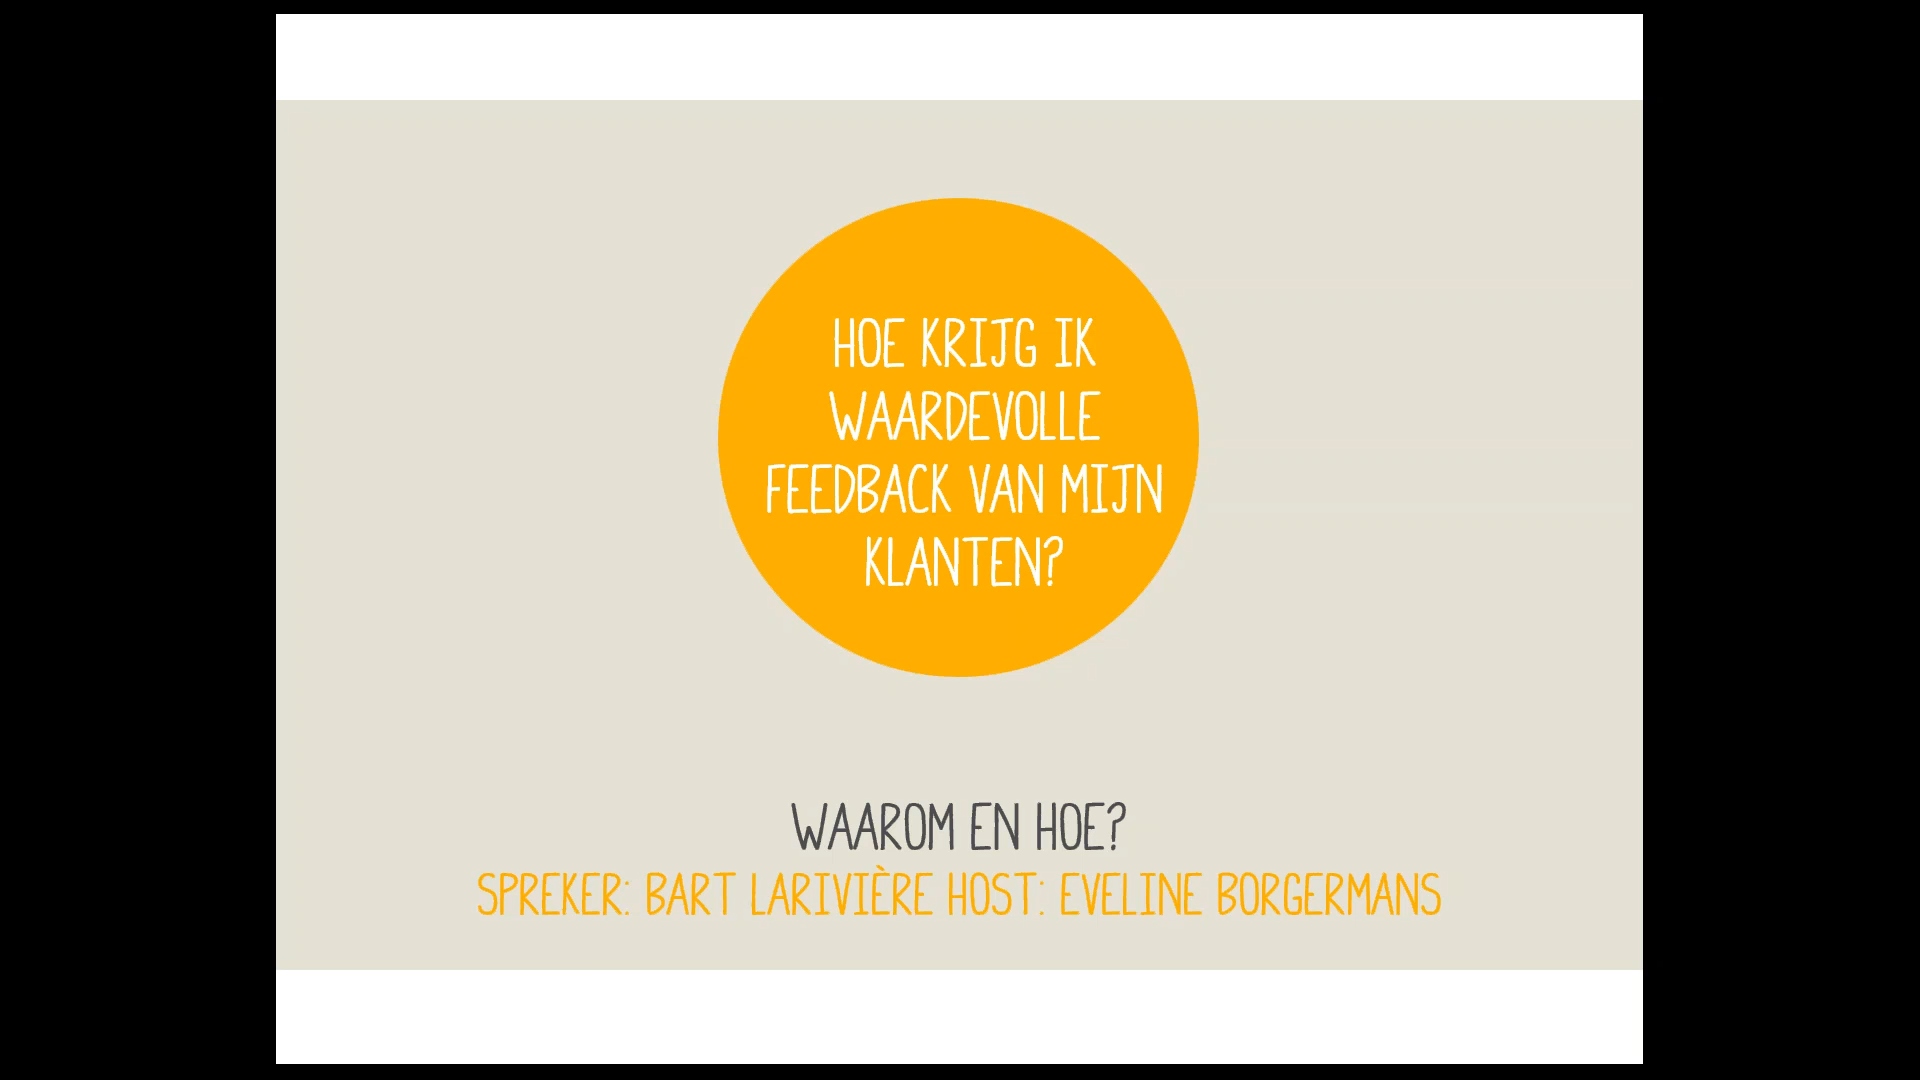 HOE KRIJG IK
WAARDEVOLLE
FEEDBACK VAN MIJN
KLANTEN?
WAAROM EN HOE?
SPREKER: BART LARIVIÈRE HOST: EVELINE BORGERMANS